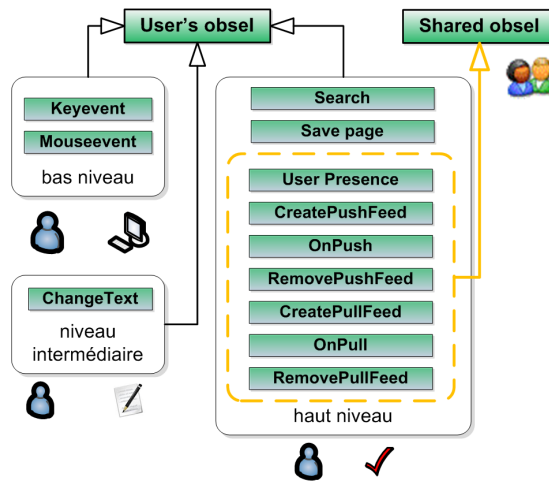 User's obsel
Shared obsel
Keyevent
Mouseevent
bas niveau
ChangeText
niveau
intermédiaire
Search
Save page
User Presence
CreatePushFeed
OnPush
RemovePushFeed
CreatePullFeed
OnPull
RemovePullFeed
haut niveau